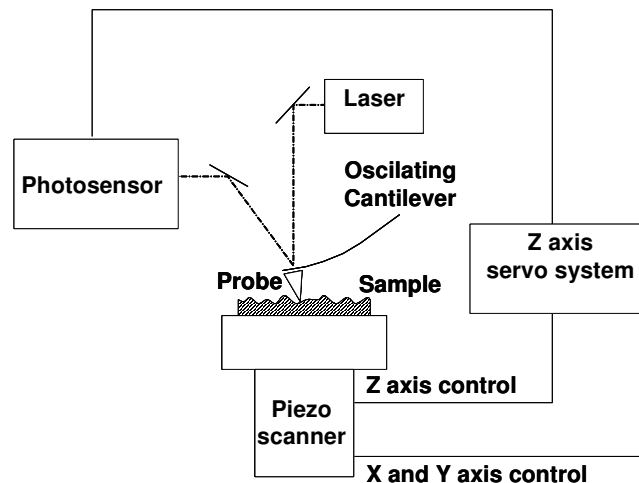 Laser
Photosensor
Oscilating
Cantilever
Z axis
servo system
Probe
Sample
Z axis control
Piezo
scanner
X and Y axis control